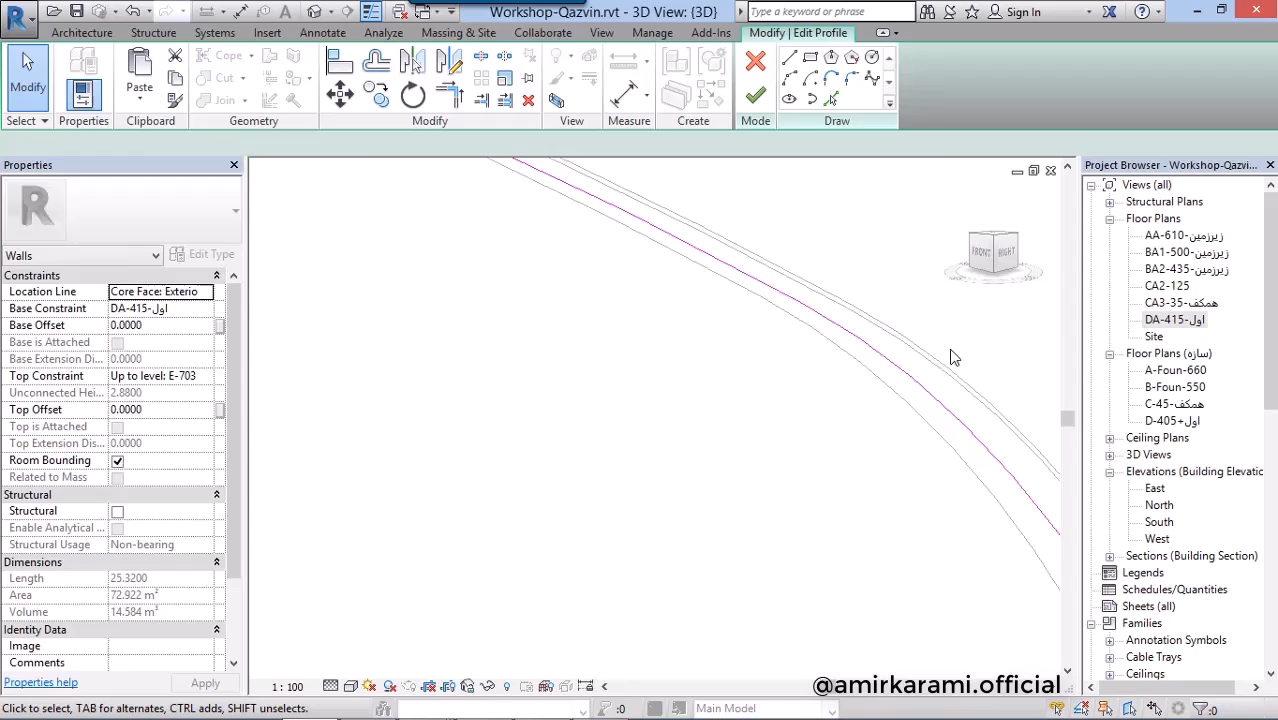 Workshop-Qazvin.rvt - 3D View: {3D}
Type a keyword or phrase
Sign In
Architecture
Structure
Systems
Insert
Annotate
Analyze
Massing & Site
Collaborate
View
Manage
Add-Ins
Modify | Edit Profile
Modify
Paste
Cope
Cut
Join
Select
Properties
Clipboard
Geometry
Modify
View
Measure
Create
Mode
Draw
Properties
Walls
Edit Type
Constraints
Location Line Core Face: Exterio
Base Constraint DA-415-اول
Base Offset 0.0000
Base is Attached
Base Extension Di... 0.0000
Top Constraint Up to level: E-703
Unconnected Hei... 2.8800
Top Offset 0.0000
Top is Attached
Top Extension Dis... 0.0000
Room Bounding
Related to Mass
Structural
Structural
Enable Analytical ...
Structural Usage Non-bearing
Dimensions
Length 25.3200
Area 72.922 m²
Volume 14.584 m³
Identity Data
Image
Comments
Properties help
Apply
FRONT
RIGHT
Project Browser - Workshop-Qazvi...
Views (all)
Structural Plans
Floor Plans
AA-610-زیرزمین
BA1-500-زیرزمین
BA2-435-زیرزمین
CA2-125
CA3-35-همکف
DA-415-اول
Site
Floor Plans (سازه)
A-Foun-660
B-Foun-550
C-45-همکف
D-405+اول
Ceiling Plans
3D Views
Elevations (Building Elevatio
East
North
South
West
Sections (Building Section)
Legends
Schedules/Quantities
Sheets (all)
Families
Annotation Symbols
Cable Trays
Ceilings
1 : 100
@amirkarami.official
Click to select, TAB for alternates, CTRL adds, SHIFT unselects.
:0
Main Model
:0